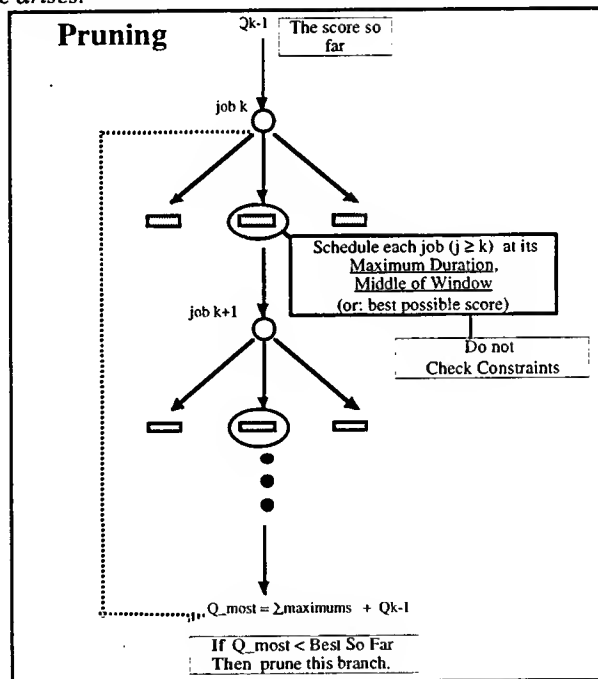 e arises.
Pruning
Qk-1
The score so
far
job k
Schedule each job (j ≥ k) at its
Maximum Duration,
Middle of Window
(or: best possible score)
job k+1
Do not
Check Constraints
Q_most = ∑maximums + Qk-1
If Q_most < Best So Far
Then prune this branch.